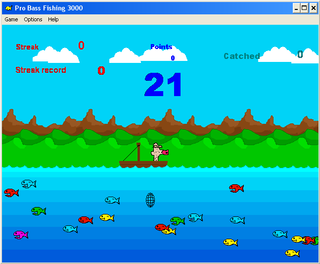 Pro Bass Fishing 3000
Game Options Help
Streak 0
Points
0
Catched 0
Streak record 0
21